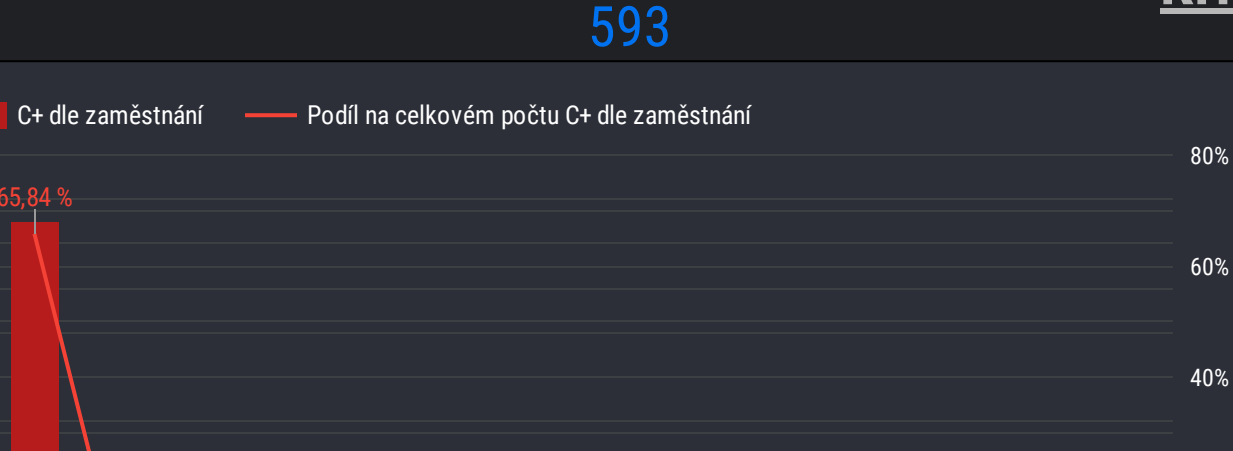 593
C+ dle zaměstnání
Podíl na celkovém počtu C+ dle zaměstnání
80%
65,84 %
60%
40%